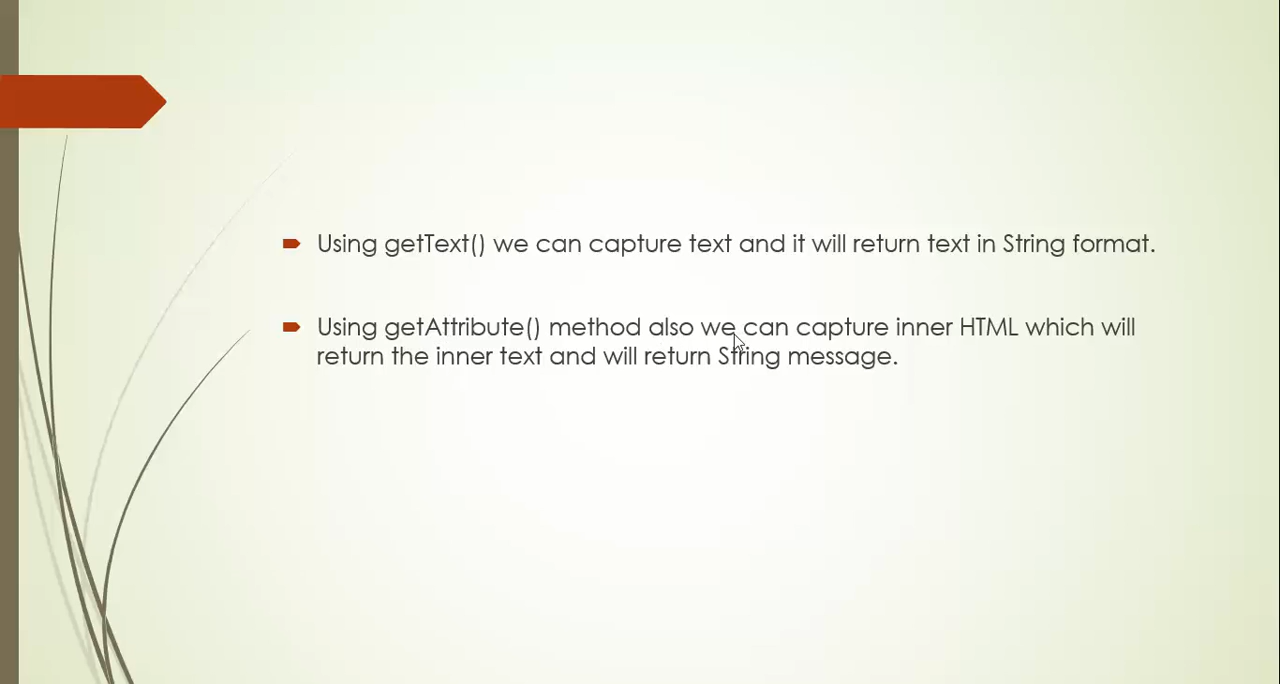 Using getText() we can capture text and it will return text in String format.
Using getAttribute() method also we can capture inner HTML which will
return the inner text and will return String message.